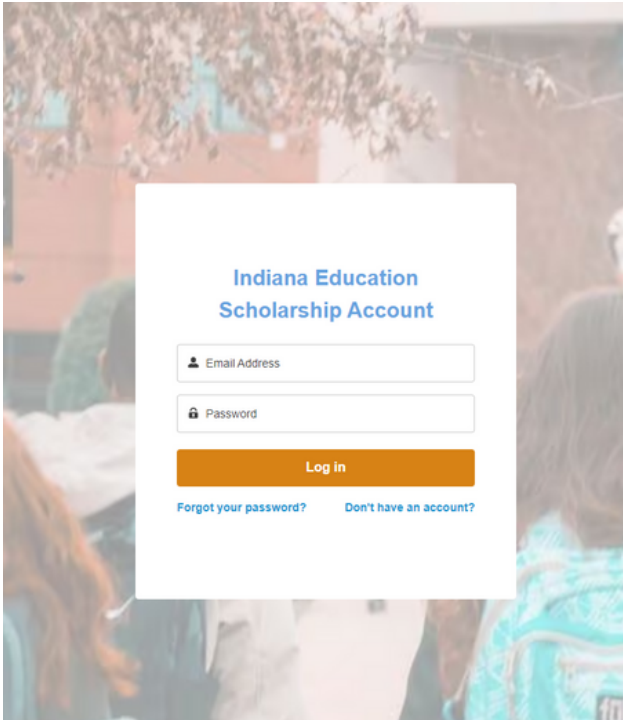 Indiana Education
Scholarship Account
Email Address
Password
Log in
Forgot your password? Don't have an account?